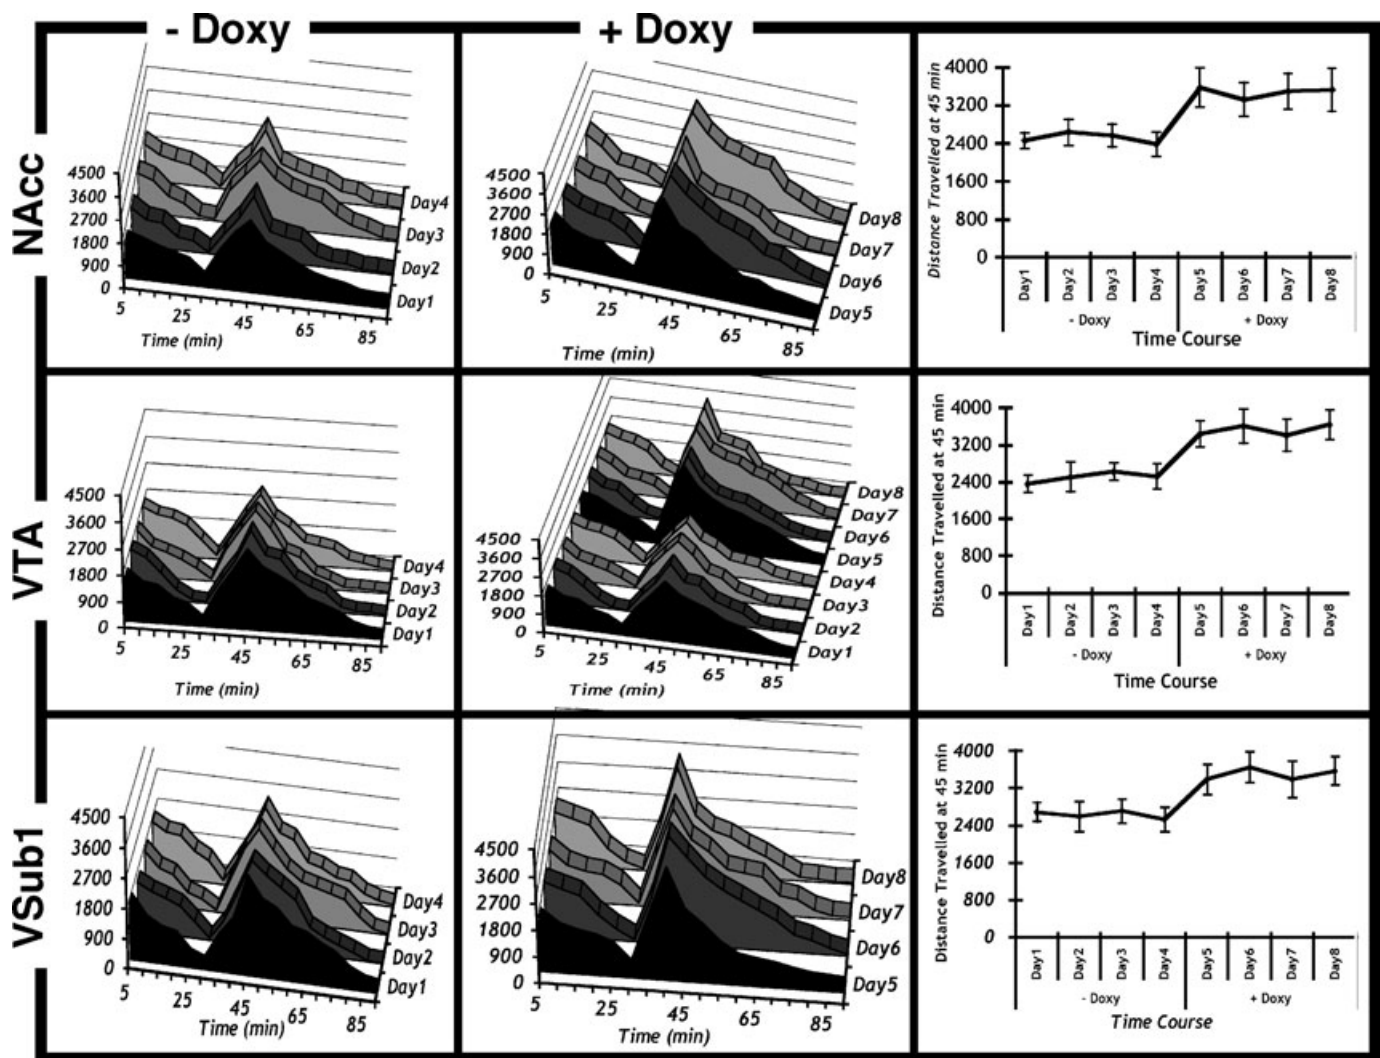 - Doxy
+ Doxy
NAcc
4500
3600
2700
1800
900
0
5
25
45
65
85
Time (min)
Day4
Day3
Day2
Day1
4500
3600
2700
1800
900
0
5
25
45
65
85
Time (min)
Day8
Day7
Day6
Day5
Distance Travelled at 45 min
4000
3200
2400
1600
800
0
Day1
Day2
Day3
Day4
Day5
Day6
Day7
Day8
- Doxy
+ Doxy
Time Course
VTA
4500
3600
2700
1800
900
0
5
25
45
65
85
Time (min)
Day4
Day3
Day2
Day1
4500
3600
2700
1800
900
0
5
25
45
65
85
Time (min)
Day8
Day7
Day6
Day5
Day4
Day3
Day2
Day1
Distance Travelled at 45 min
4000
3200
2400
1600
800
0
Day1
Day2
Day3
Day4
Day5
Day6
Day7
Day8
- Doxy
+ Doxy
Time Course
VSub1
4500
3600
2700
1800
900
0
5
25
45
65
85
Time (min)
Day4
Day3
Day2
Day1
4500
3600
2700
1800
900
0
5
25
45
65
85
Time (min)
Day8
Day7
Day6
Day5
Distance Travelled at 45 min
4000
3200
2400
1600
800
0
Day1
Day2
Day3
Day4
Day5
Day6
Day7
Day8
- Doxy
+ Doxy
Time Course